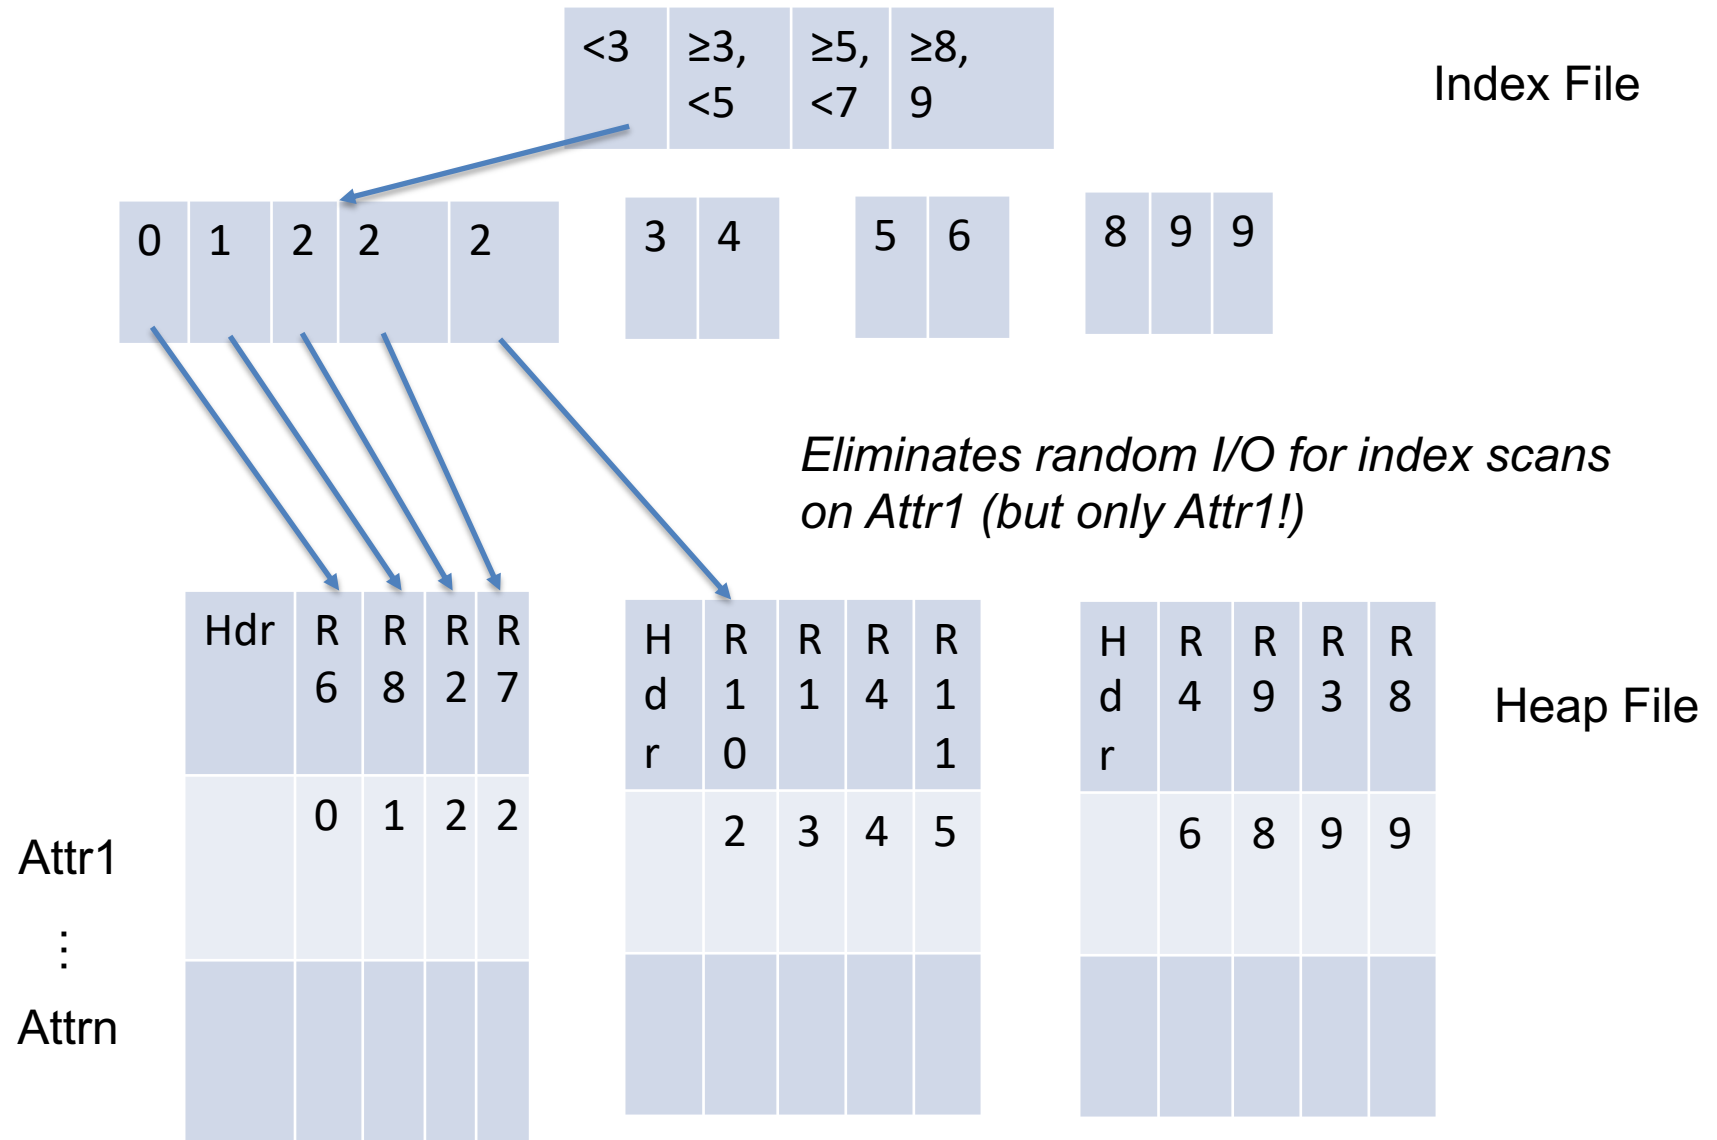 <3 ≥3, ≥5, ≥8,
<5 <7 9
Index File
0 1 2 2 2 3 4 5 6 8 9 9
Eliminates random I/O for index scans
on Attr1 (but only Attr1!)
Hdr R R R R
6 8 2 7
H R R R R
d 1 1 4 1
r 0 1
H R R R R
d 4 9 3 8
r
Heap File
Attr1
0 1 2 2 2 3 4 5 6 8 9 9
⋮
Attrn